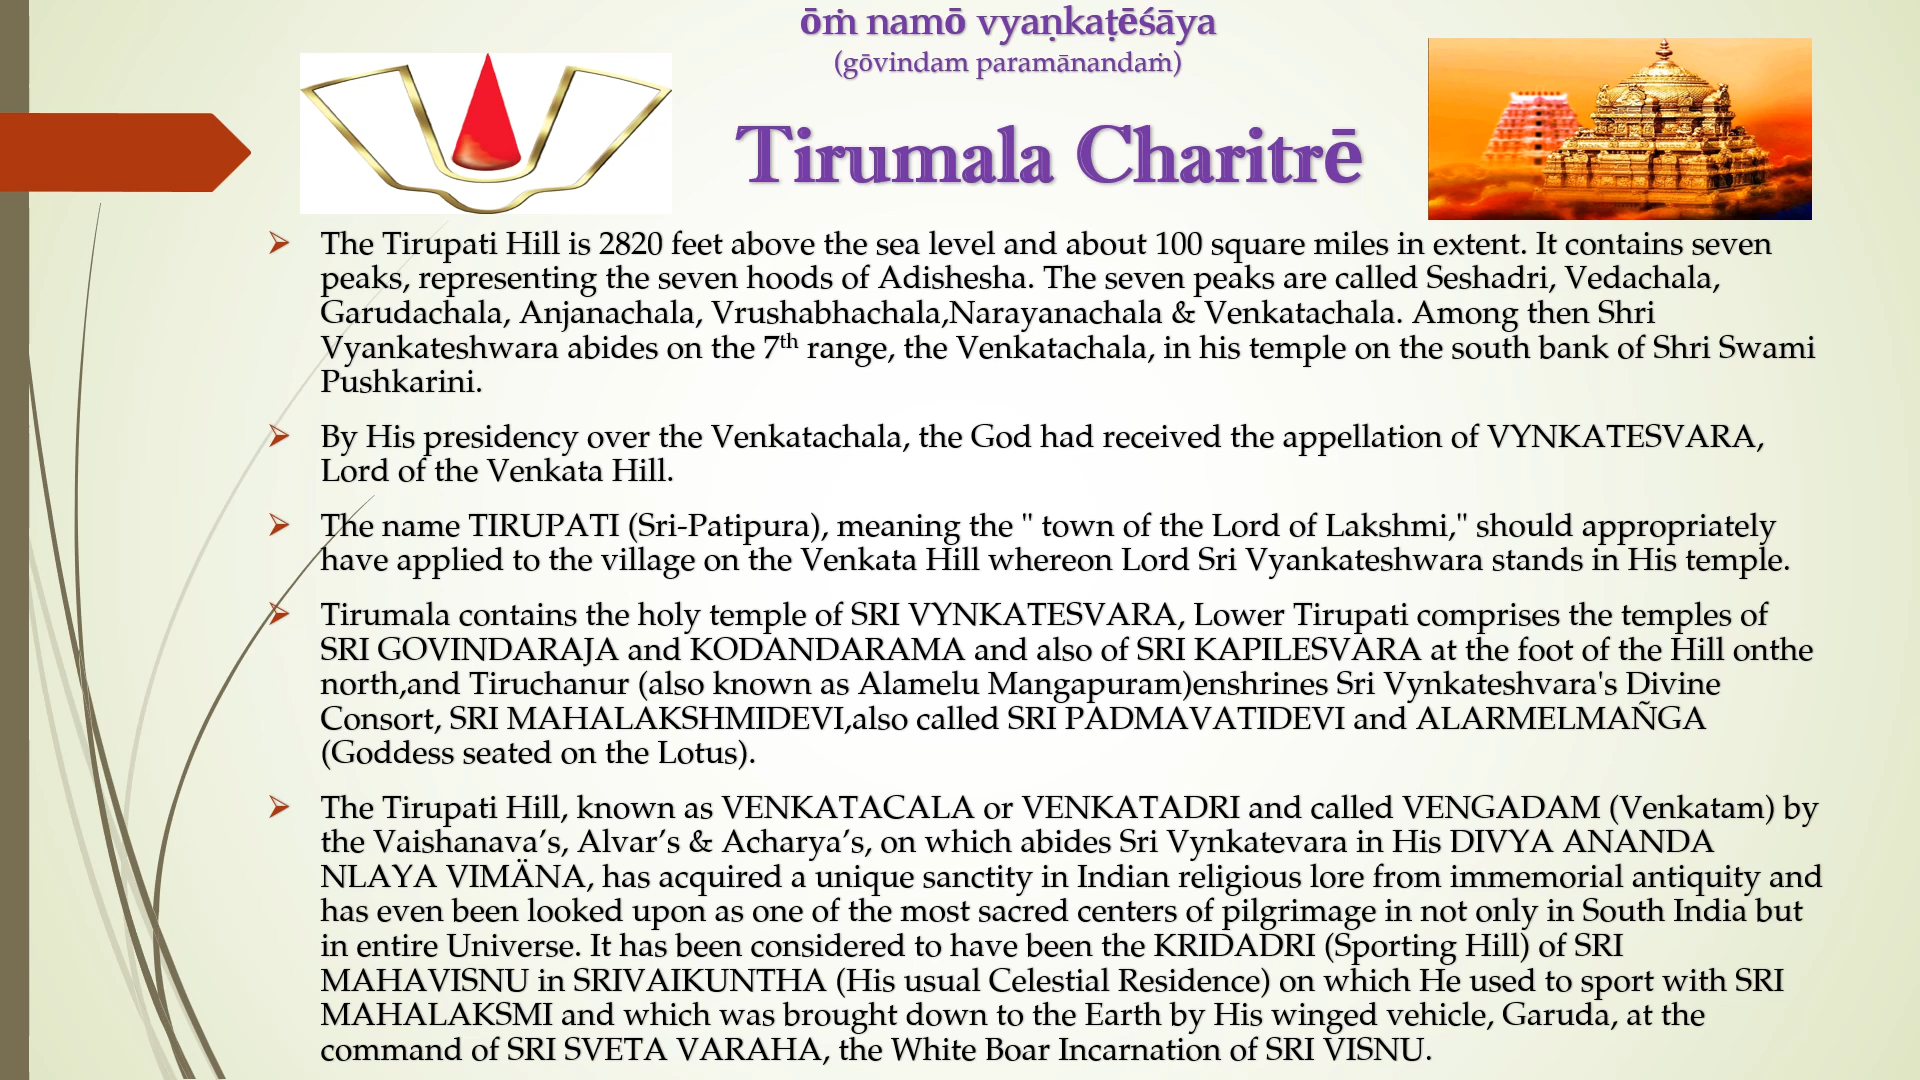 ōṁ namō vyaṇkaṭēśāya
(gōvindam paramānandaṁ)
Tirumala Charitrē
The Tirupati Hill is 2820 feet above the sea level and about 100 square miles in extent. It contains seven
peaks, representing the seven hoods of Adishesha. The seven peaks are called Seshadri, Vedachala,
Garudachala, Anjanachala, Vrushabhachala,Narayanachala & Venkatachala. Among then Shri
Vyankateshwara abides on the 7th range, the Venkatachala, in his temple on the south bank of Shri Swami
Pushkarini.
By His presidency over the Venkatachala, the God had received the appellation of VYNKATESVARA,
Lord of the Venkata Hill.
The name TIRUPATI (Sri-Patipura), meaning the " town of the Lord of Lakshmi," should appropriately
have applied to the village on the Venkata Hill whereon Lord Sri Vyankateshwara stands in His temple.
Tirumala contains the holy temple of SRI VYNKATESVARA, Lower Tirupati comprises the temples of
SRI GOVINDARAJA and KODANDARAMA and also of SRI KAPILESVARA at the foot of the Hill onthe
north,and Tiruchanur (also known as Alamelu Mangapuram)enshrines Sri Vynkateshvara's Divine
Consort, SRI MAHALAKSHMIDEVI,also called SRI PADMAVATIDEVI and ALARMELMAÑGA
(Goddess seated on the Lotus).
The Tirupati Hill, known as VENKATACALA or VENKATADRI and called VENGADAM (Venkatam) by
the Vaishanava’s, Alvar’s & Acharya’s, on which abides Sri Vynkatevara in His DIVYA ANANDA
NLAYA VIMÄNA, has acquired a unique sanctity in Indian religious lore from immemorial antiquity and
has even been looked upon as one of the most sacred centers of pilgrimage in not only in South India but
in entire Universe. It has been considered to have been the KRIDADRI (Sporting Hill) of SRI
MAHAVISNU in SRIVAIKUNTHA (His usual Celestial Residence) on which He used to sport with SRI
MAHALAKSMI and which was brought down to the Earth by His winged vehicle, Garuda, at the
command of SRI SVETA VARAHA, the White Boar Incarnation of SRI VISNU.